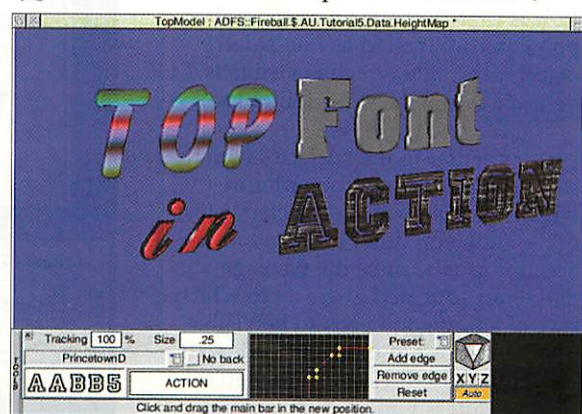 TopModel : ADFS::Fireball.$.AU.Tutorial5.Data.HeightMap *
TOP Font
in ACTION
Tracking 100 % Size .25 Preset:
PrincetownD No back Add edge
Remove edge
AABB5 ACTION Reset
X Y Z
Auto
TOOLS
Click and drag the main bar in the new position.